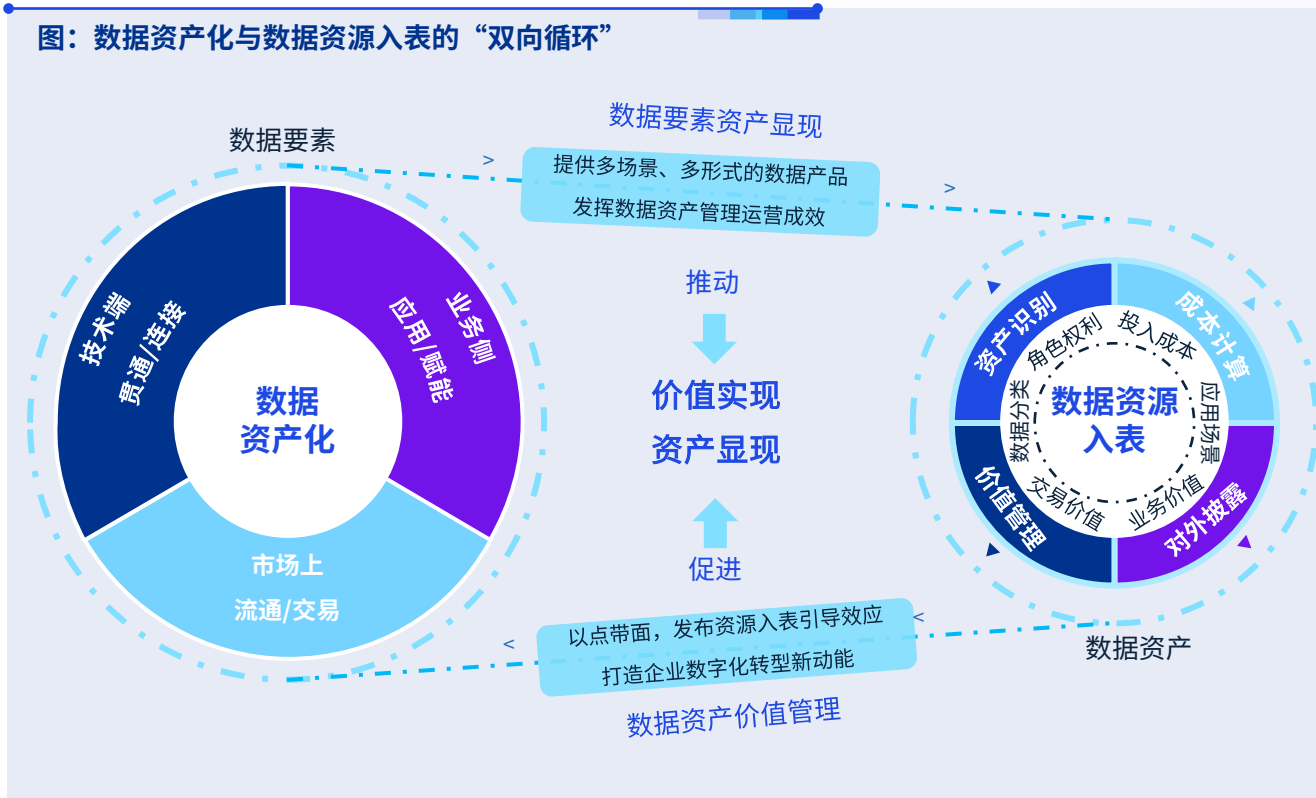 图：数据资产化与数据资源入表的“双向循环”
数据要素
技术端
贯通/连接
业务侧
应用/赋能
数据
资产化
市场上
流通/交易
数据要素资产显现
>
提供多场景、多形式的数据产品
发挥数据资产管理运营成效
>
推动
价值实现
资产显现
促进
<
以点带面，发布资源入表引导效应
打造企业数字化转型新动能
<
数据资产价值管理
资产识别
成本计算
角色权利
投入成本
数据分类
数据资源
入表
应用场景
交易价值
业务价值
价值管理
对外披露
数据资产